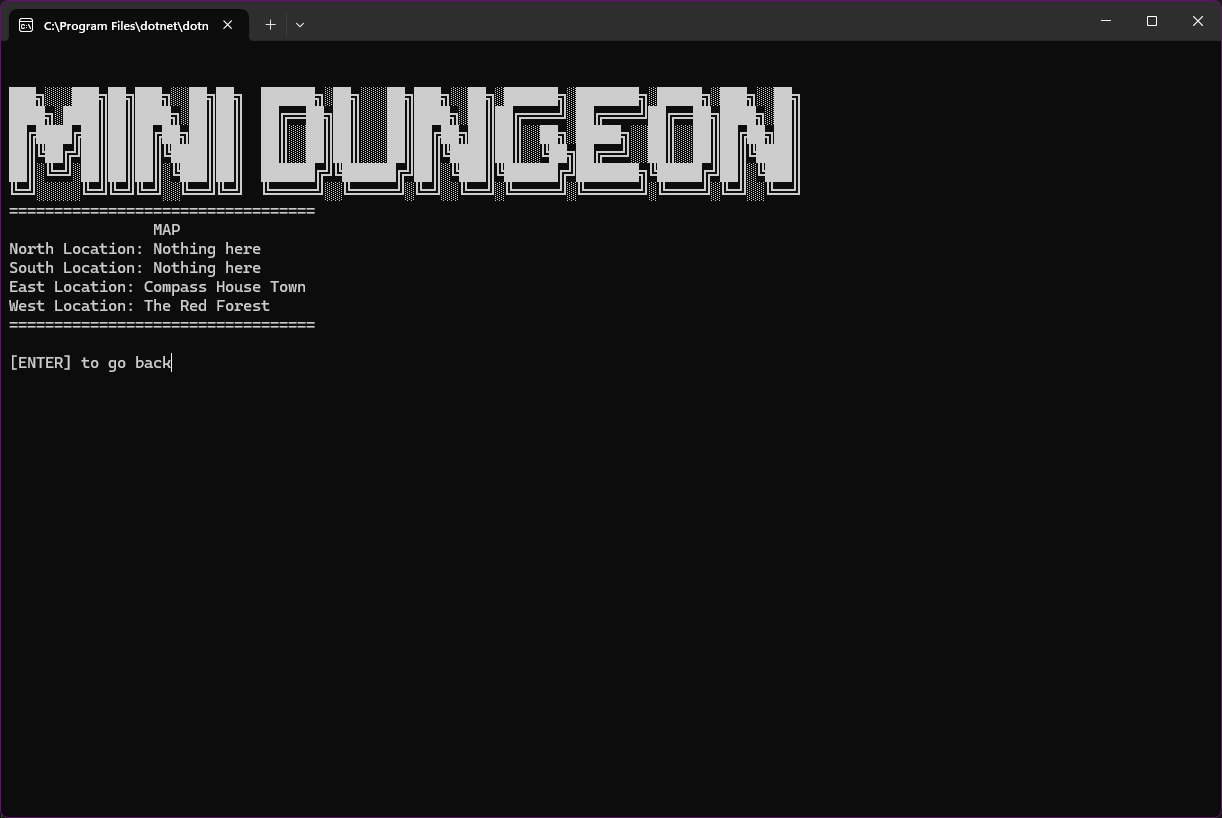 C:\Program Files\dotnet\dotn
MINI DUNGEON
==================================
MAP
North Location: Nothing here
South Location: Nothing here
East Location: Compass House Town
West Location: The Red Forest
==================================
[ENTER] to go back